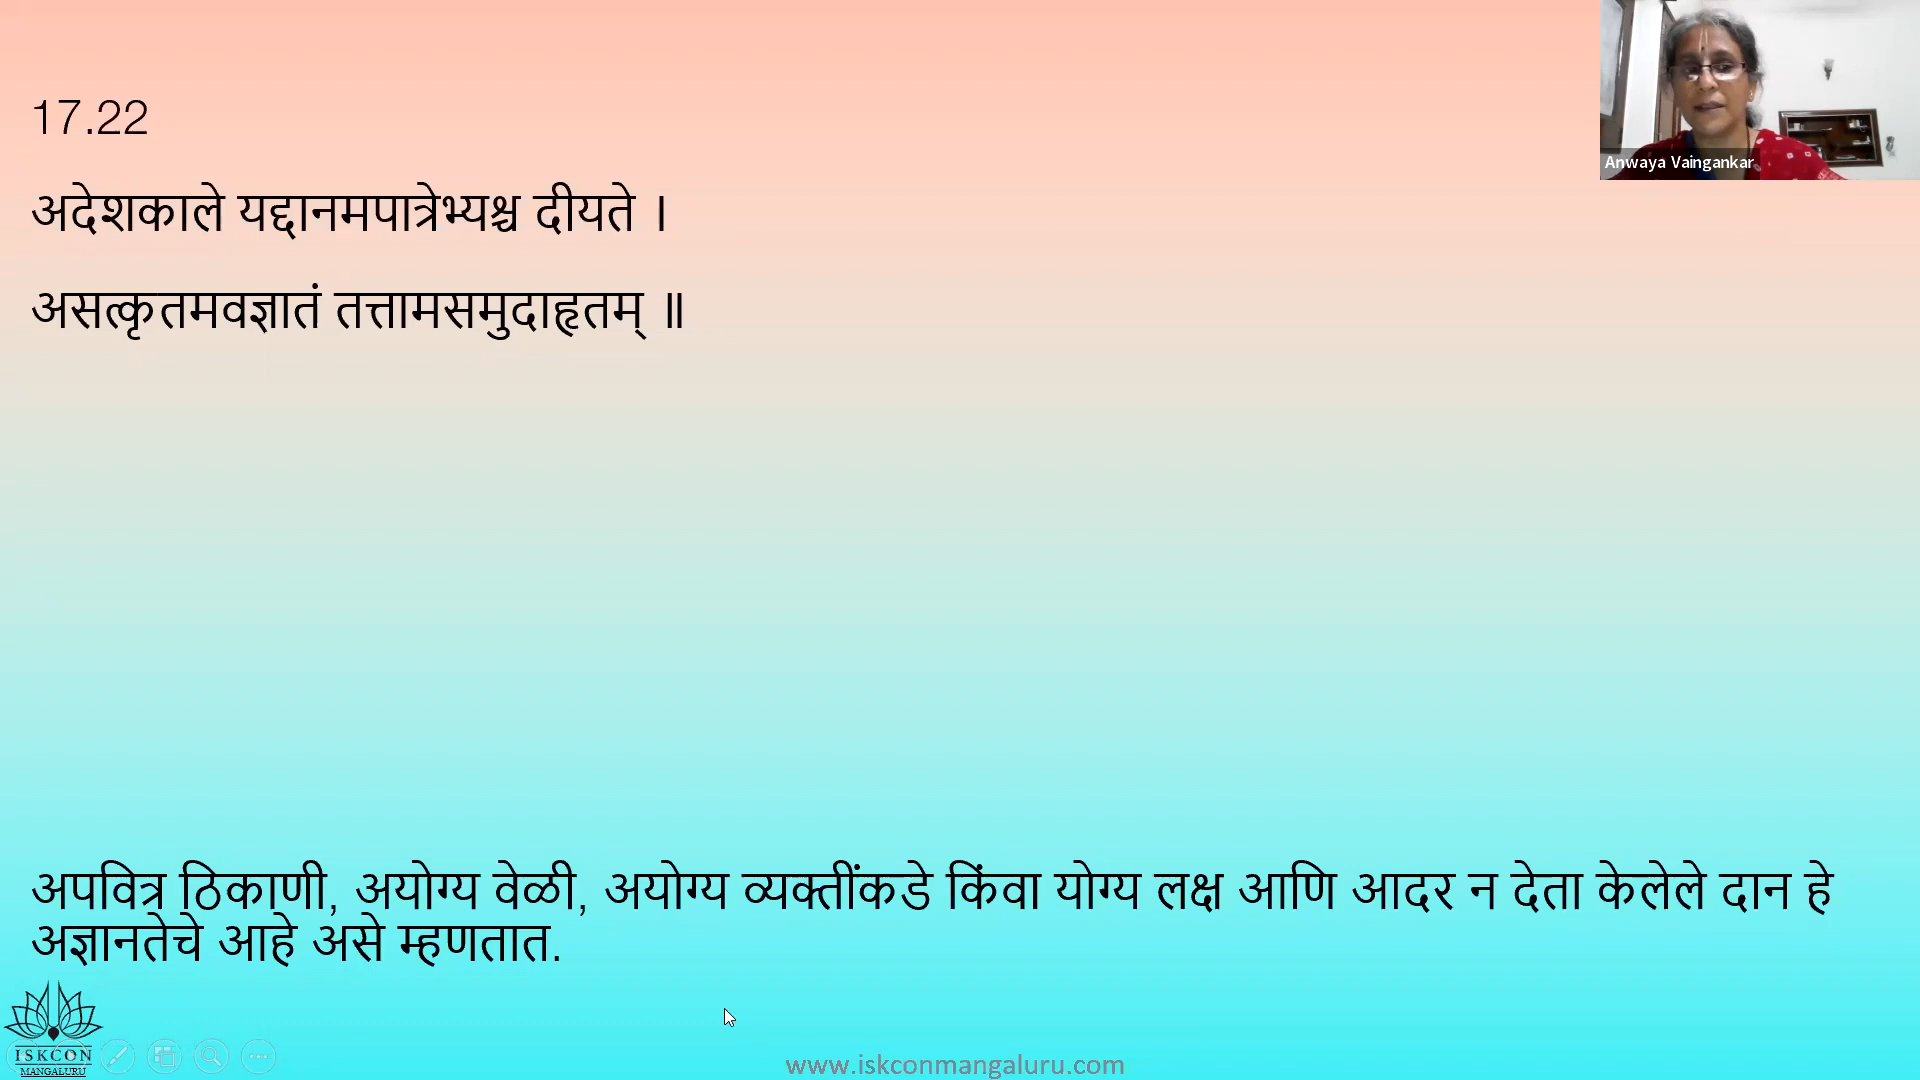 17.22
अदेशकाले यद्दानमपात्रेभ्यश्च दीयते ।
असत्कृतमवज्ञातं तत्तामसमुदाहृतम् ॥
Anwaya Vaingankar
अपवित्र ठिकाणी, अयोग्य वेळी, अयोग्य व्यक्तींकडे किंवा योग्य लक्ष आणि आदर न देता केलेले दान हे
अज्ञानतेचे आहे असे म्हणतात.
ISKCON
MANGALURU
www.iskconmangaluru.com